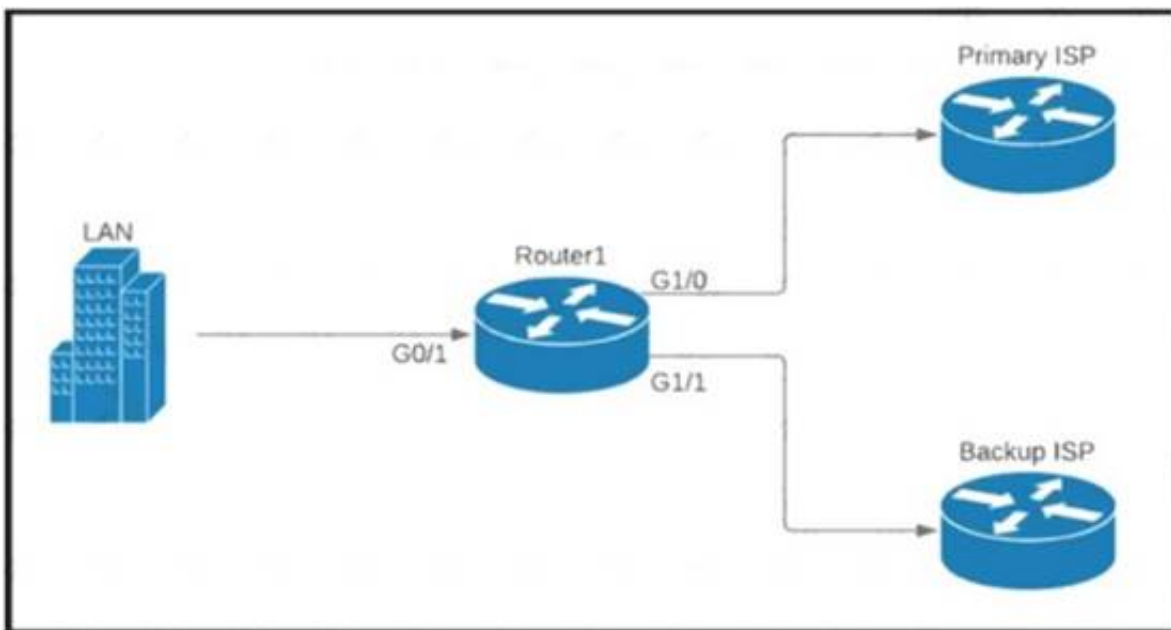 Primary ISP
LAN
Router1
G1/0
G0/1
G1/1
Backup ISP